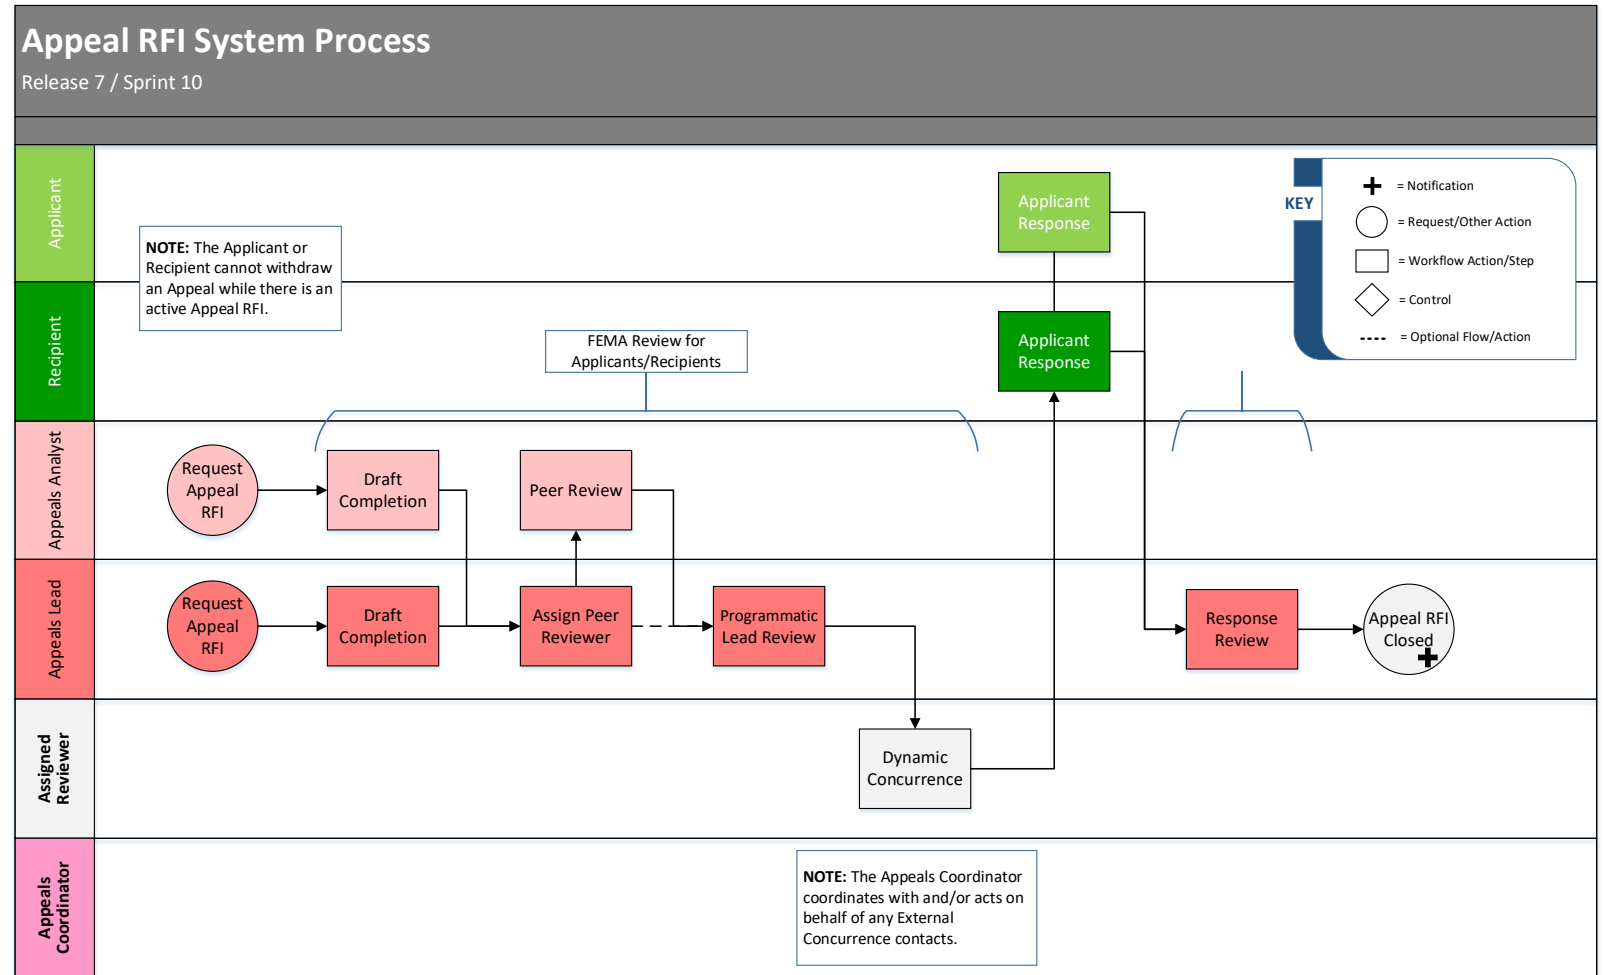 Appeal RFI System Process
Release 7 / Sprint 10
Applicant
Recipient
Appeals Analyst
Appeals Lead
Assigned
Reviewer
Appeals
Coordinator
NOTE: The Applicant or
Recipient cannot withdraw
an Appeal while there is an
active Appeal RFI.
FEMA Review for
Applicants/Recipients
Applicant
Response
Applicant
Response
KEY
= Notification
= Request/Other Action
= Workflow Action/Step
= Control
= Optional Flow/Action
Request
Appeal
RFI
Draft
Completion
Peer Review
Request
Appeal
RFI
Draft
Completion
Assign Peer
Reviewer
Programmatic
Lead Review
Response
Review
Appeal RFI
Closed
Dynamic
Concurrence
NOTE: The Appeals Coordinator
coordinates with and/or acts on
behalf of any External
Concurrence contacts.